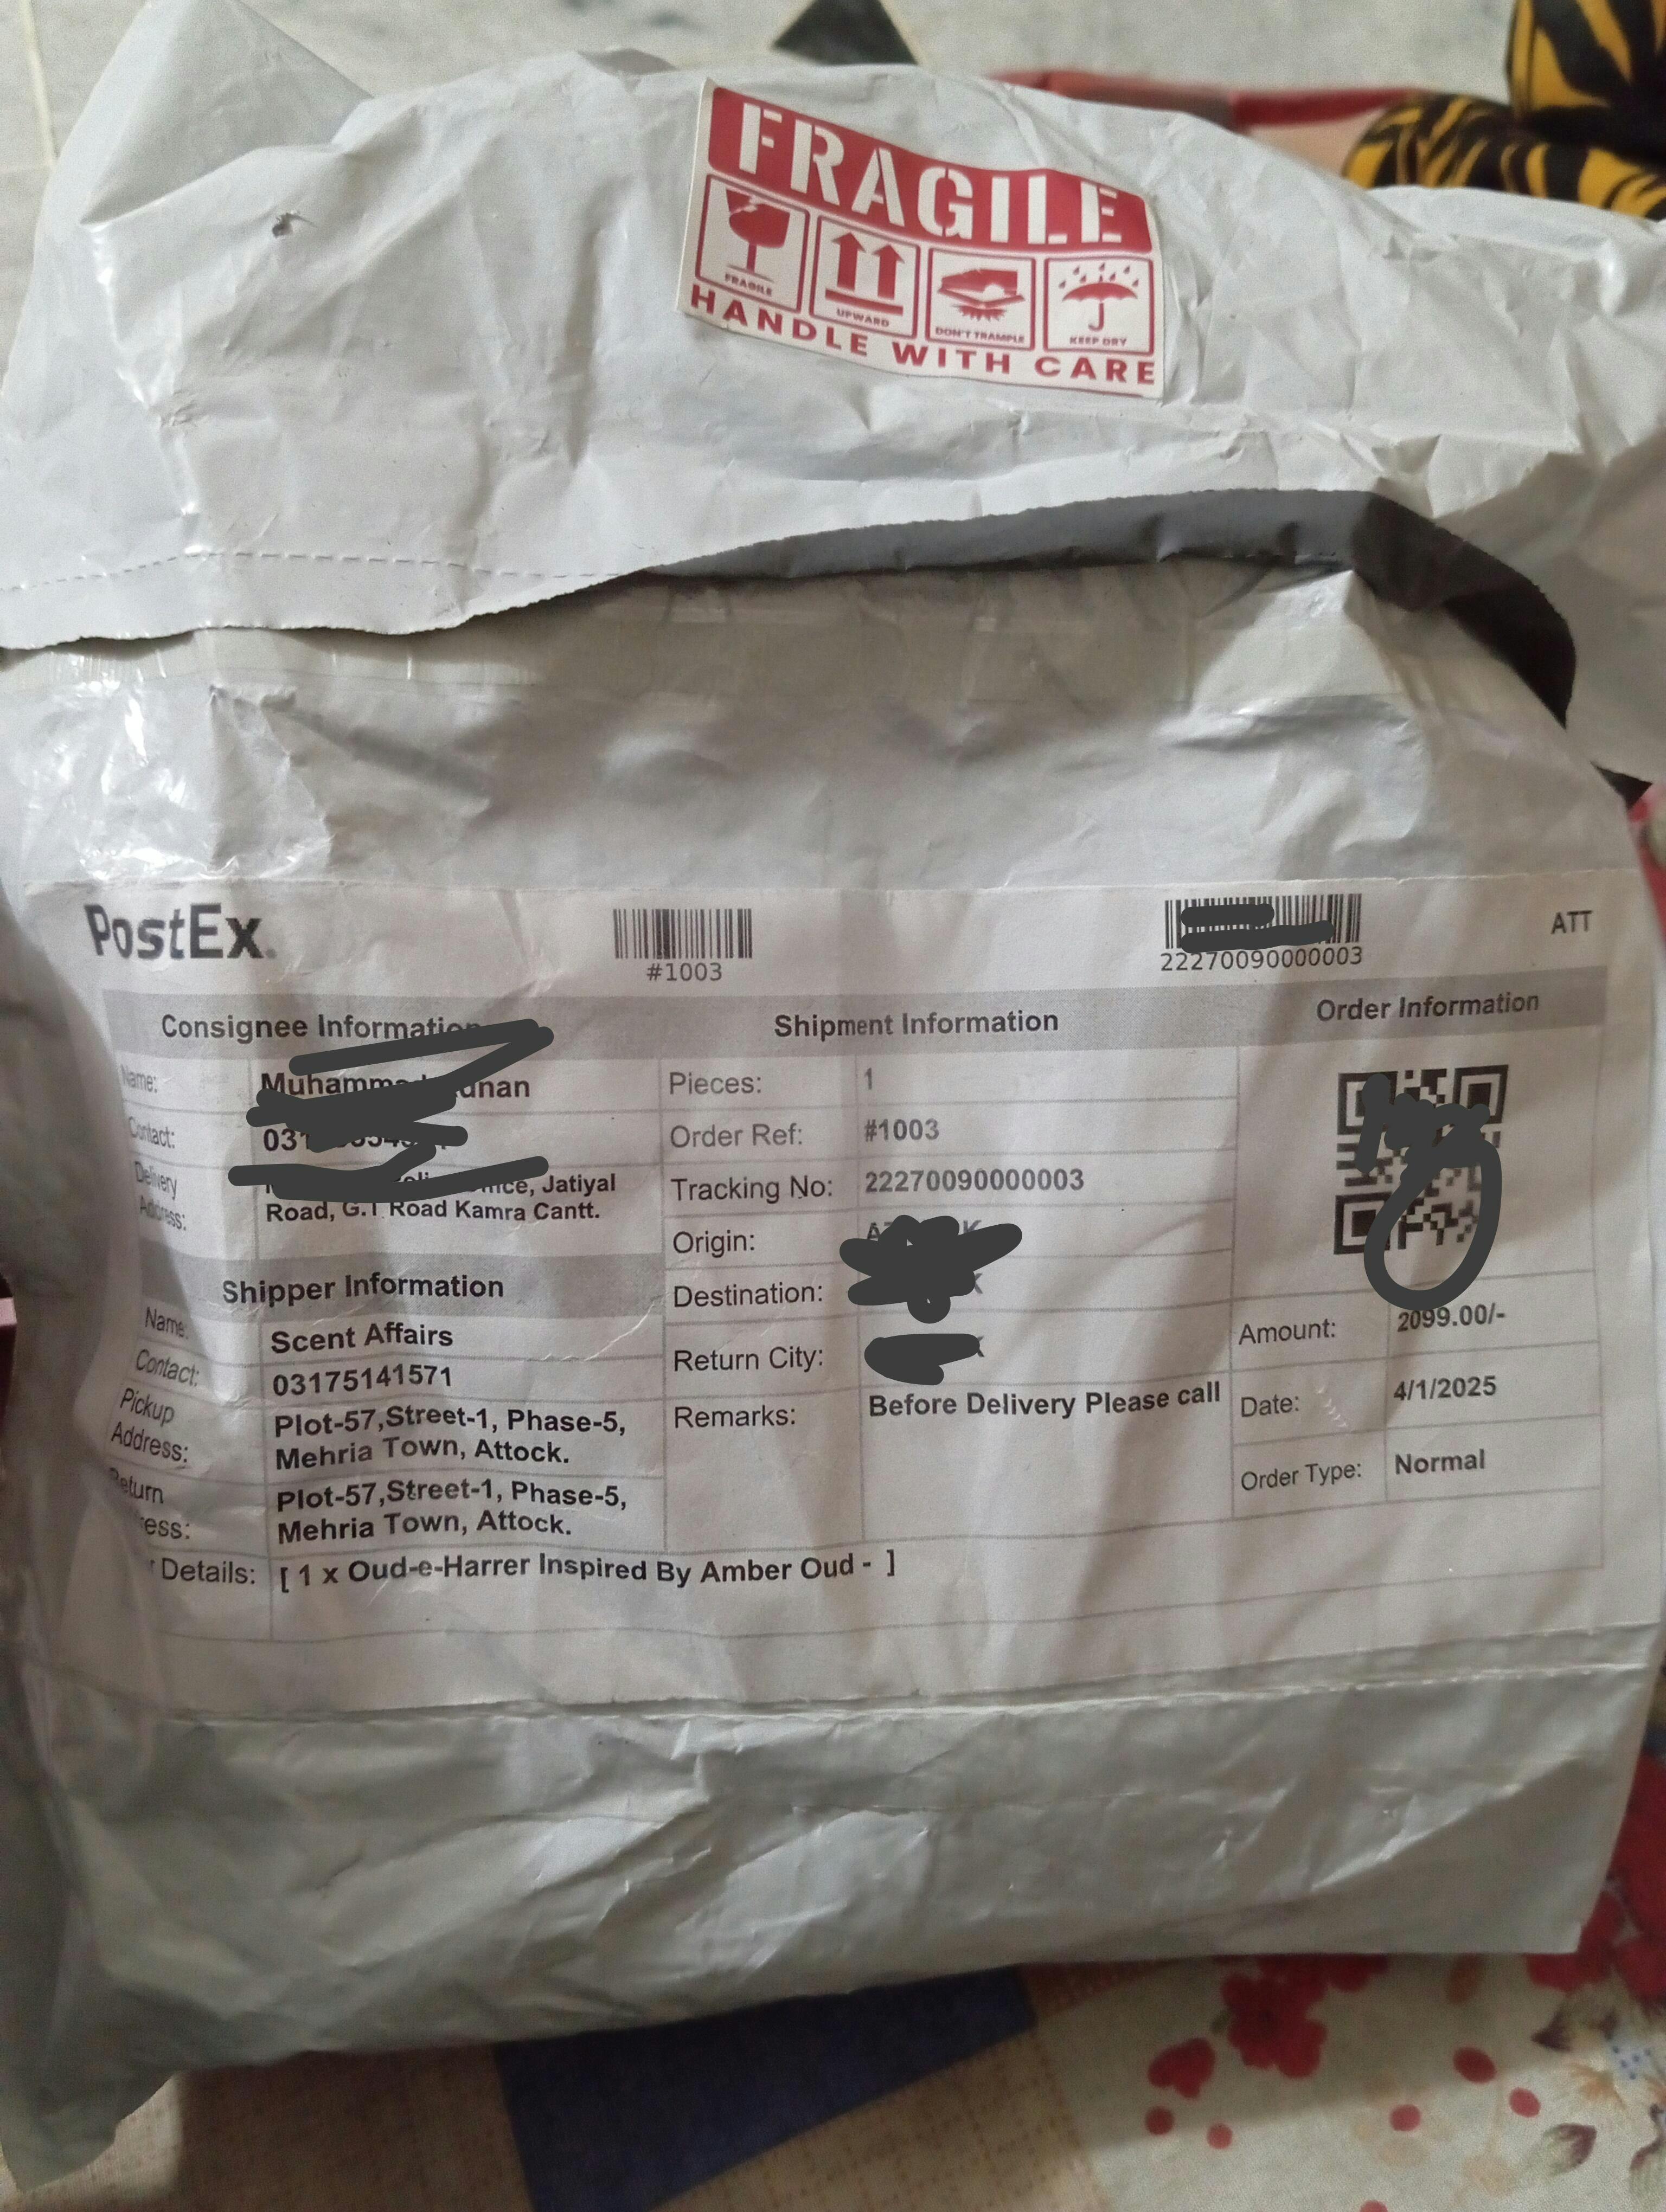 FRAGILE
FRAGILE
UPWARD
DON'T TRAMPLE
KEEP DRY
HANDLE WITH CARE
PostEx.
#1003
22270090000003
ATT
Consignee Information
Shipment Information
Order Information
Name:
Contact:
Delivery
Address:
Jatiyal
Road, G.T Road Kamra Cantt.
Shipper Information
Name:
Scent Affairs
Contact:
03175141571
Pickup
Address:
Plot-57,Street-1, Phase-5,
Mehria Town, Attock.
Plot-57,Street-1, Phase-5,
Mehria Town, Attock.
Details: [ 1 x Oud-e-Harrer Inspired By Amber Oud - ]
Pieces: 1
Order Ref: #1003
Tracking No: 22270090000003
Origin:
Destination:
Return City:
Remarks: Before Delivery Please call
Amount: 2099.00/-
Date: 4/1/2025
Order Type: Normal